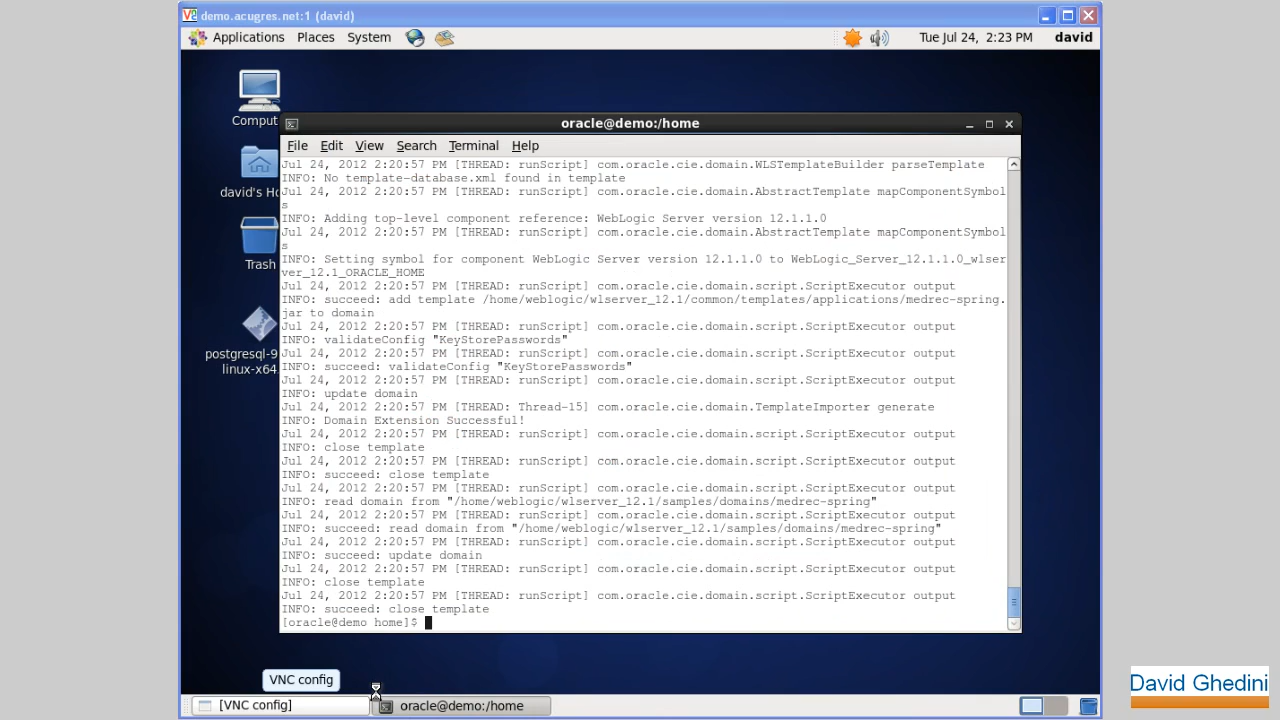 demo.acugres.net:1 (david)
Applications Places System Tue Jul 24, 2:23 PM david
Comput
david's Ho
Trash
postgresql-9
linux-x64.
oracle@demo:/home
File Edit View Search Terminal Help
Jul 24, 2012 2:20:57 PM [THREAD: runScript] com.oracle.cie.domain.WLSTemplateBuilder parseTemplate
INFO: No template-database.xml found in template
Jul 24, 2012 2:20:57 PM [THREAD: runScript] com.oracle.cie.domain.AbstractTemplate mapComponentSymbol
s
INFO: Adding top-level component reference: WebLogic Server version 12.1.1.0
Jul 24, 2012 2:20:57 PM [THREAD: runScript] com.oracle.cie.domain.AbstractTemplate mapComponentSymbol
s
INFO: Setting symbol for component WebLogic Server version 12.1.1.0 to WebLogic_Server_12.1.1.0_wlser
ver_12.1_ORACLE_HOME
Jul 24, 2012 2:20:57 PM [THREAD: runScript] com.oracle.cie.domain.script.ScriptExecutor output
INFO: succeed: add template /home/weblogic/wlserver_12.1/common/templates/applications/medrec-spring.
jar to domain
Jul 24, 2012 2:20:57 PM [THREAD: runScript] com.oracle.cie.domain.script.ScriptExecutor output
INFO: validateConfig "KeyStorePasswords"
Jul 24, 2012 2:20:57 PM [THREAD: runScript] com.oracle.cie.domain.script.ScriptExecutor output
INFO: succeed: validateConfig "KeyStorePasswords"
Jul 24, 2012 2:20:57 PM [THREAD: runScript] com.oracle.cie.domain.script.ScriptExecutor output
INFO: update domain
Jul 24, 2012 2:20:57 PM [THREAD: Thread-15] com.oracle.cie.domain.TemplateImporter generate
INFO: Domain Extension Successful!
Jul 24, 2012 2:20:57 PM [THREAD: runScript] com.oracle.cie.domain.script.ScriptExecutor output
INFO: close template
Jul 24, 2012 2:20:57 PM [THREAD: runScript] com.oracle.cie.domain.script.ScriptExecutor output
INFO: succeed: close template
Jul 24, 2012 2:20:57 PM [THREAD: runScript] com.oracle.cie.domain.script.ScriptExecutor output
INFO: read domain from "/home/weblogic/wlserver_12.1/samples/domains/medrec-spring"
Jul 24, 2012 2:20:57 PM [THREAD: runScript] com.oracle.cie.domain.script.ScriptExecutor output
INFO: succeed: read domain from "/home/weblogic/wlserver_12.1/samples/domains/medrec-spring"
Jul 24, 2012 2:20:57 PM [THREAD: runScript] com.oracle.cie.domain.script.ScriptExecutor output
INFO: succeed: update domain
Jul 24, 2012 2:20:57 PM [THREAD: runScript] com.oracle.cie.domain.script.ScriptExecutor output
INFO: close template
Jul 24, 2012 2:20:57 PM [THREAD: runScript] com.oracle.cie.domain.script.ScriptExecutor output
INFO: succeed: close template
[oracle@demo home]$
VNC config
[VNC config] oracle@demo:/home
David Ghedini